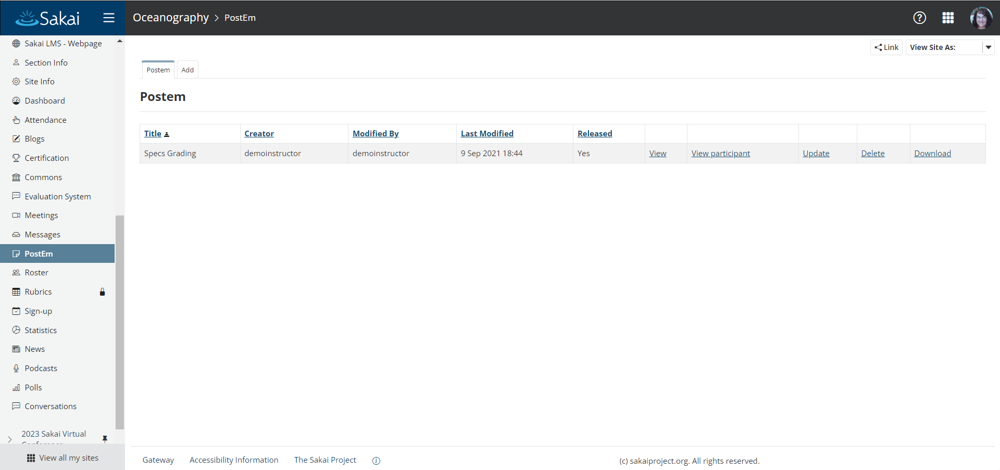 Sakai
Oceanography > PostEm
Sakai LMS - Webpage
Section Info
Site Info
Dashboard
Attendance
Blogs
Certification
Commons
Evaluation System
Meetings
Messages
PostEm
Roster
Rubrics
Sign-up
Statistics
News
Podcasts
Polls
Conversations
2023 Sakai Virtual
Conference
View all my sites
Link
View Site As:
Postem
Add
Postem
Title Creator Modified By Last Modified Released
Specs Grading demoinstructor demoinstructor 9 Sep 2021 18:44 Yes View View participant Update Delete Download
Gateway Accessibility Information The Sakai Project
(c) sakaiproject.org. All rights reserved.